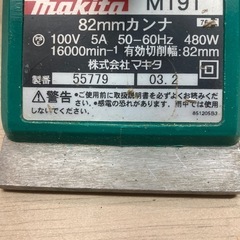 makita M191
82mmカンナ
100V 5A 50-60Hz 480W
16000min⁻¹ 有効切削幅:82mm
株式会社マキタ
製番 55779 03.2
警告
・ご使用前に取扱説明書を必ずよくお読みください。
・感電の恐れがあります。雨中では使用
しないでください。
851205B3